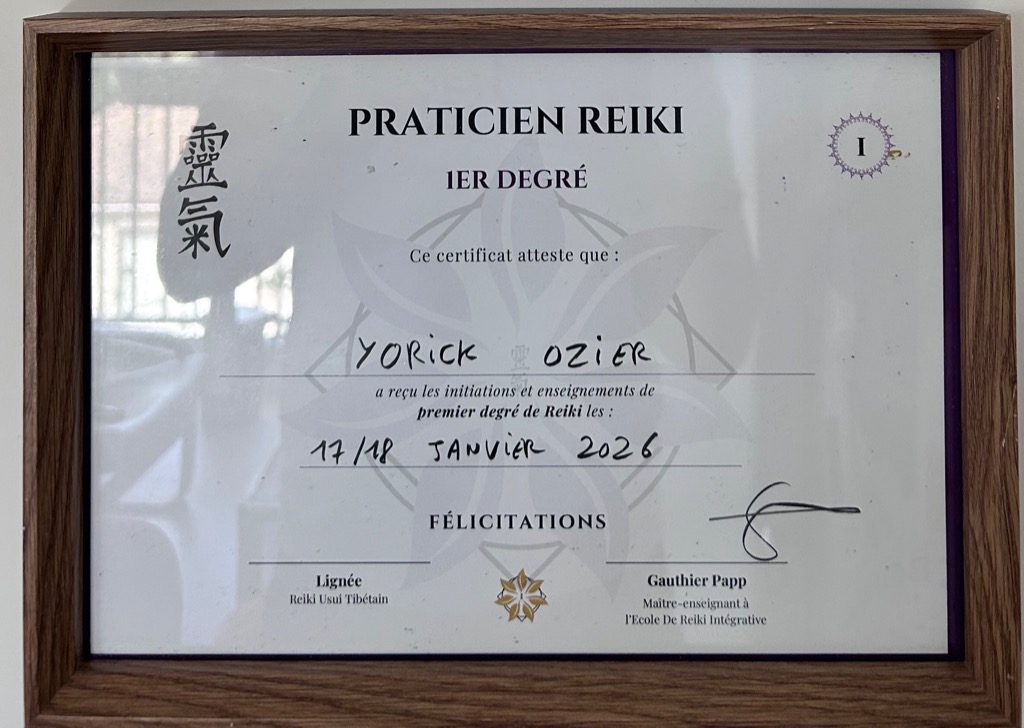 靈氣
PRATICIEN REIKI
I
1ER DEGRÉ
Ce certificat atteste que :
YORiCK OZiER
靈氣
a reçu les initiations et enseignements de
premier degré de Reiki les :
17/18 JANViER 2026
FÉLICITATIONS
Lignée
Reiki Usui Tibétain
Gauthier Papp
Maître-enseignant à
l'Ecole De Reiki Intégrative